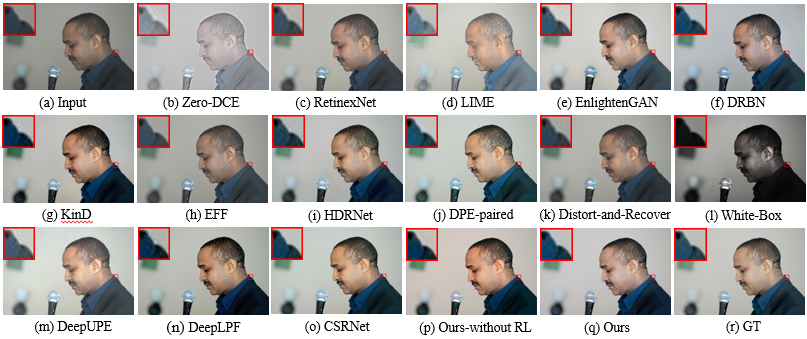 (a) Input (b) Zero-DCE (c) RetinexNet (d) LIME (e) EnlightenGAN (f) DRBN
(g) KinD (h) EFF (i) HDRNet (j) DPE-paired (k) Distort-and-Recover (l) White-Box
(m) DeepUPE (n) DeepLPF (o) CSRNet (p) Ours-without RL (q) Ours (r) GT